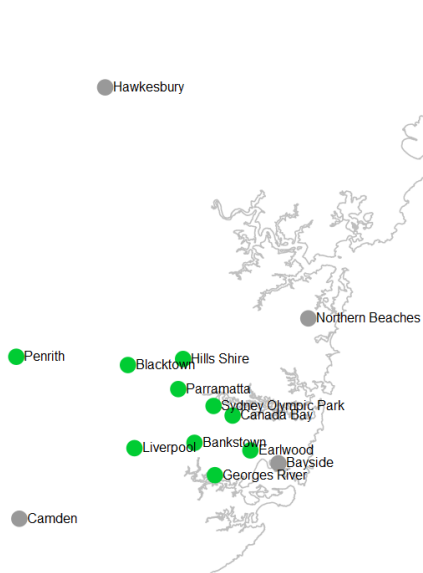 Hawkesbury
Northern Beaches
Penrith
Hills Shire
Blacktown
Parramatta
Sydney Olympic Park
Canada Bay
Bankstown
Liverpool
Earlwood
Bayside
Georges River
Camden